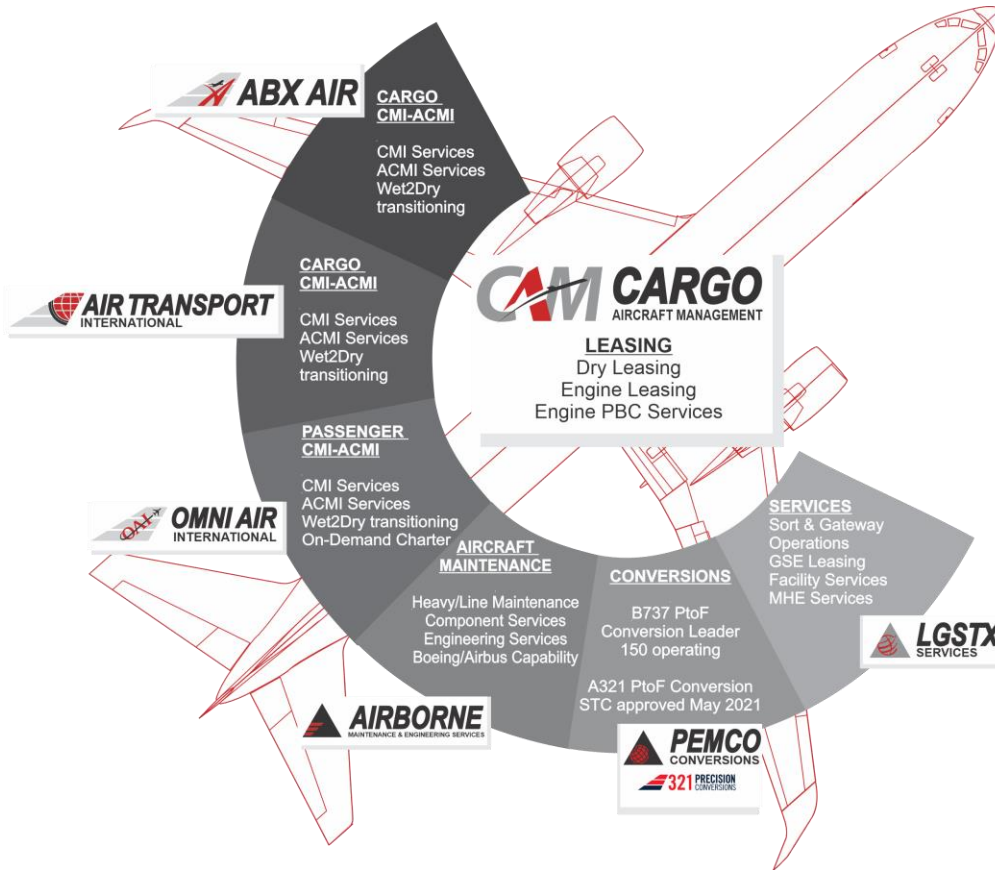 ABX AIR
CARGO
CMI-ACMI
CMI Services
ACMI Services
Wet2Dry
transitioning
AIR TRANSPORT
INTERNATIONAL
CARGO
CMI-ACMI
CMI Services
ACMI Services
Wet2Dry
transitioning
CAM CARGO
AIRCRAFT MANAGEMENT
LEASING
Dry Leasing
Engine Leasing
Engine PBC Services
OAI OMNI AIR
INTERNATIONAL
PASSENGER
CMI-ACMI
CMI Services
ACMI Services
Wet2Dry transitioning
On-Demand Charter
AIRCRAFT
MAINTENANCE
Heavy/Line Maintenance
Component Services
Engineering Services
Boeing/Airbus Capability
AIRBORNE
MAINTENANCE & ENGINEERING SERVICES
CONVERSIONS
B737 PtoF
Conversion Leader
150 operating
A321 PtoF Conversion
STC approved May 2021
PEMCO
CONVERSIONS
321 PRECISION
CONVERSIONS
SERVICES
Sort & Gateway
Operations
GSE Leasing
Facility Services
MHE Services
LGSTX
SERVICES